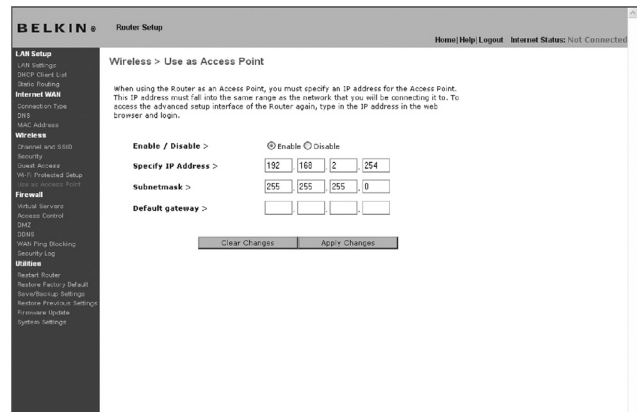 BELKIN®
Router Setup
Home|Help|Logout Internet Status: Not Connected
LAN Setup
LAN Settings
DHCP Client List
Static Routing
Internet WAN
Connection Type
DNS
MAC Address
Wireless
Channel and SSID
Security
Guest Access
Wi-Fi Protected Setup
Use as Access Point
Firewall
Virtual Servers
Access Control
DMZ
DDNS
WAN Ping Blocking
Security Log
Utilities
Restart Router
Restore Factory Default
Save/Backup Settings
Restore Previous Settings
Firmware Update
System Settings
Wireless > Use as Access Point
When using the Router as an Access Point, you must specify an IP address for the Access Point.
This IP address must fall into the same range as the network that you will be connecting it to. To
access the advanced setup interface of the Router again, type in the IP address in the web
browser and login.
Enable / Disable > Enable Disable
Specify IP Address > 192 . 168 . 2 . 254
Subnetmask > 255 . 255 . 255 . 0
Default gateway > . . .
Clear Changes Apply Changes